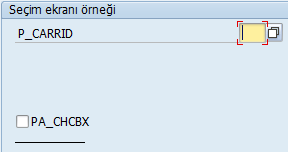 Seçim ekranı örneği
P_CARRID
PA_CHCBX